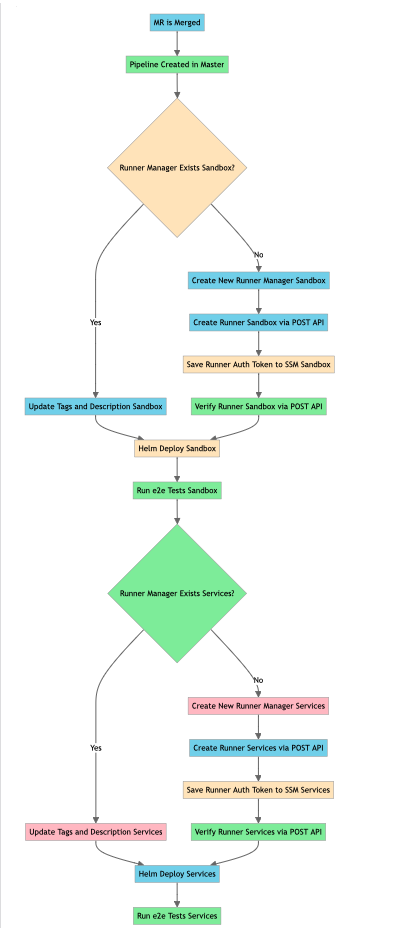 MR is Merged
Pipeline Created in Master
Runner Manager Exists Sandbox?
No
Create New Runner Manager Sandbox
Create Runner Sandbox via POST API
Yes
Save Runner Auth Token to SSM Sandbox
Update Tags and Description Sandbox
Verify Runner Sandbox via POST API
Helm Deploy Sandbox
Run e2e Tests Sandbox
Runner Manager Exists Services?
No
Create New Runner Manager Services
Create Runner Services via POST API
Yes
Save Runner Auth Token to SSM Services
Update Tags and Description Services
Verify Runner Services via POST API
Helm Deploy Services
Run e2e Tests Services